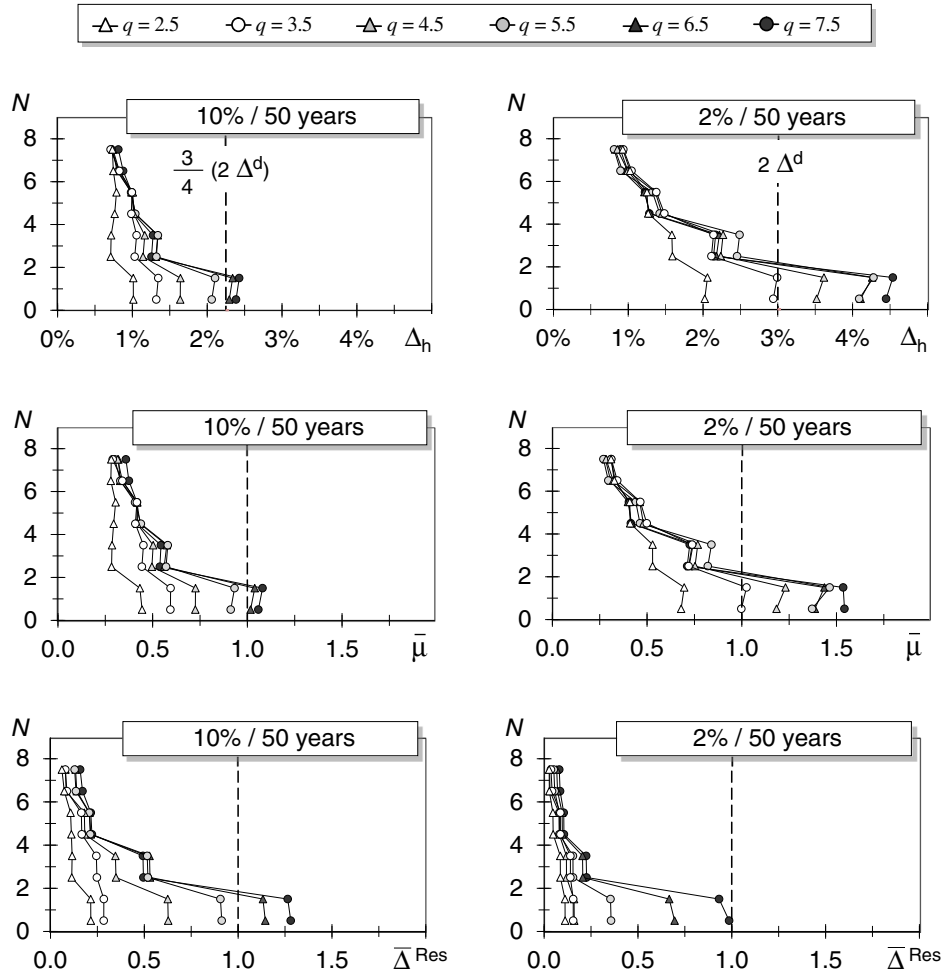 q = 2.5 q = 3.5 q = 4.5 q = 5.5 q = 6.5 q = 7.5
N
10% / 50 years
8
6
4
2
0
3/4 (2 Δᵈ)
0% 1% 2% 3% 4% Δh
N
2% / 50 years
8
6
4
2
0
2 Δᵈ
0% 1% 2% 3% 4% Δh
N
10% / 50 years
8
6
4
2
0
0.0 0.5 1.0 1.5 μ̄
N
2% / 50 years
8
6
4
2
0
0.0 0.5 1.0 1.5 μ̄
N
10% / 50 years
8
6
4
2
0
0.0 0.5 1.0 1.5 Δ̄ Res
N
2% / 50 years
8
6
4
2
0
0.0 0.5 1.0 1.5 Δ̄ Res